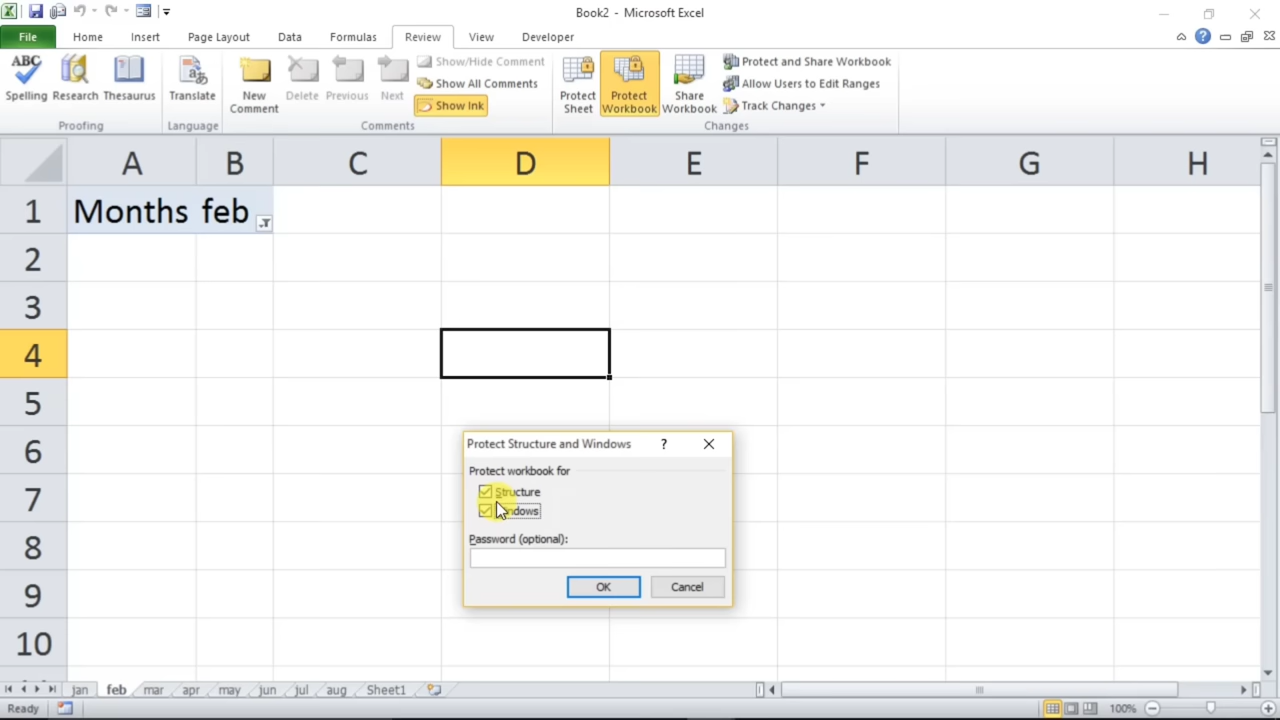 Book2 - Microsoft Excel
File Home Insert Page Layout Data Formulas Review View Developer
ABC
Spelling Research Thesaurus
Proofing
Translate
Language
New Comment Delete Previous Next
Show/Hide Comment
Show All Comments
Show Ink
Comments
Protect Sheet
Protect Workbook
Share Workbook
Protect and Share Workbook
Allow Users to Edit Ranges
Track Changes
Changes
A B C D E F G H
1 Months feb
2
3
4
5
6
7
8
9
10
Protect Structure and Windows ?
Protect workbook for
Structure
Password (optional):
OK Cancel
jan feb mar apr may jun jul aug Sheet1
Ready 100%